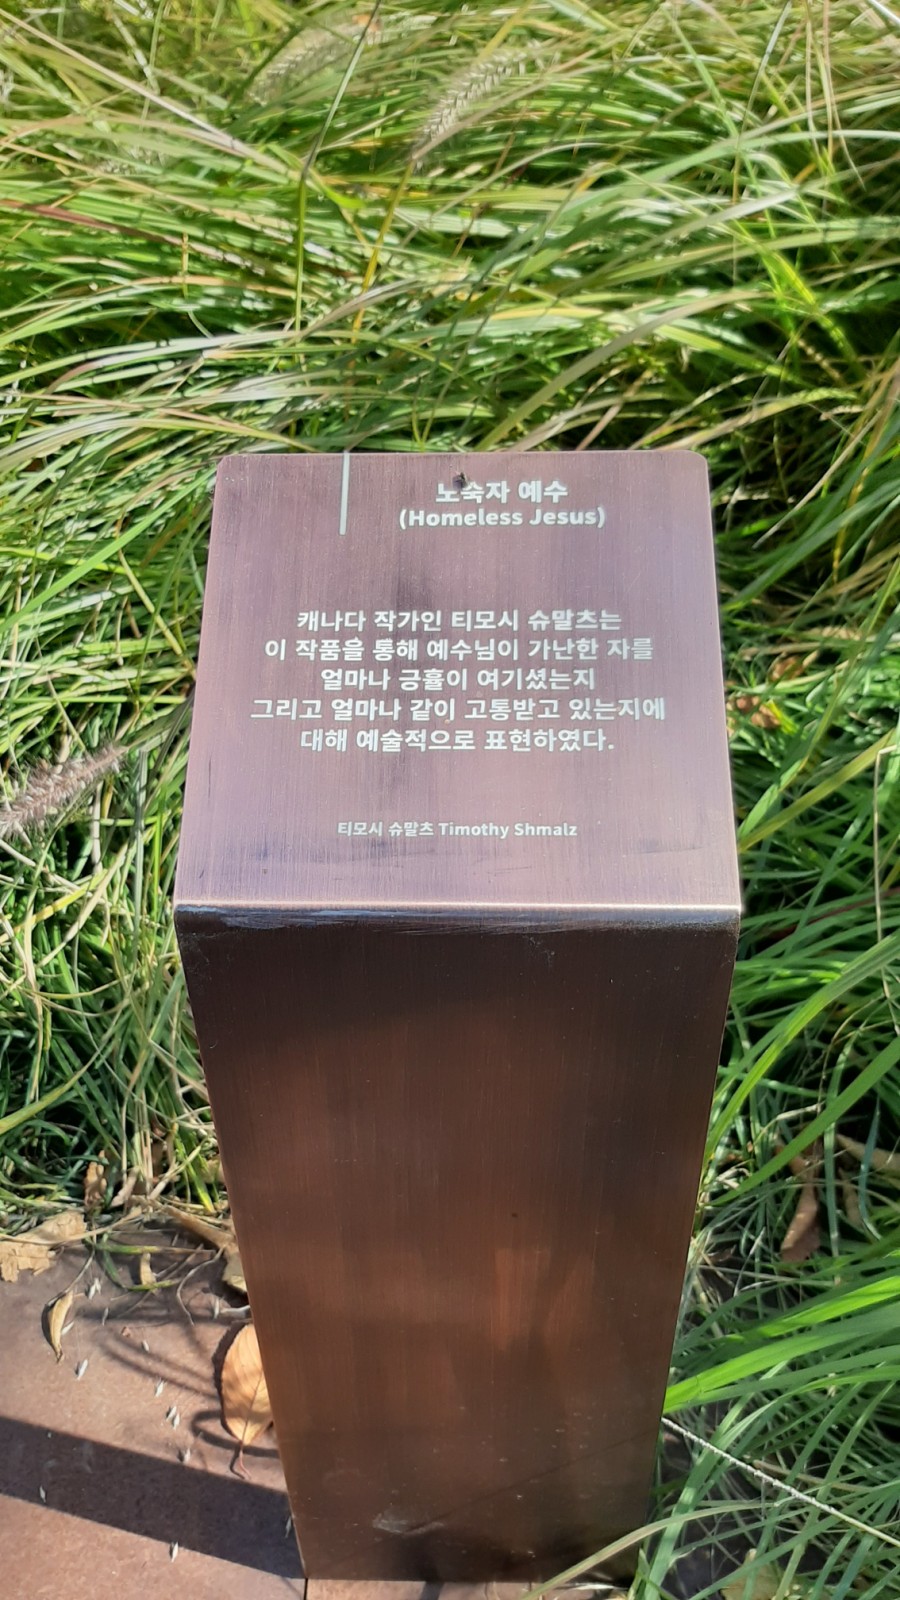 노숙자 예수
(Homeless Jesus)
캐나다 작가인 티모시 슈말츠는
이 작품을 통해 예수님이 가난한 자를
얼마나 긍휼이 여기셨는지
그리고 얼마나 같이 고통받고 있는지에
대해 예술적으로 표현하였다.
티모시 슈말츠 Timothy Shmalz